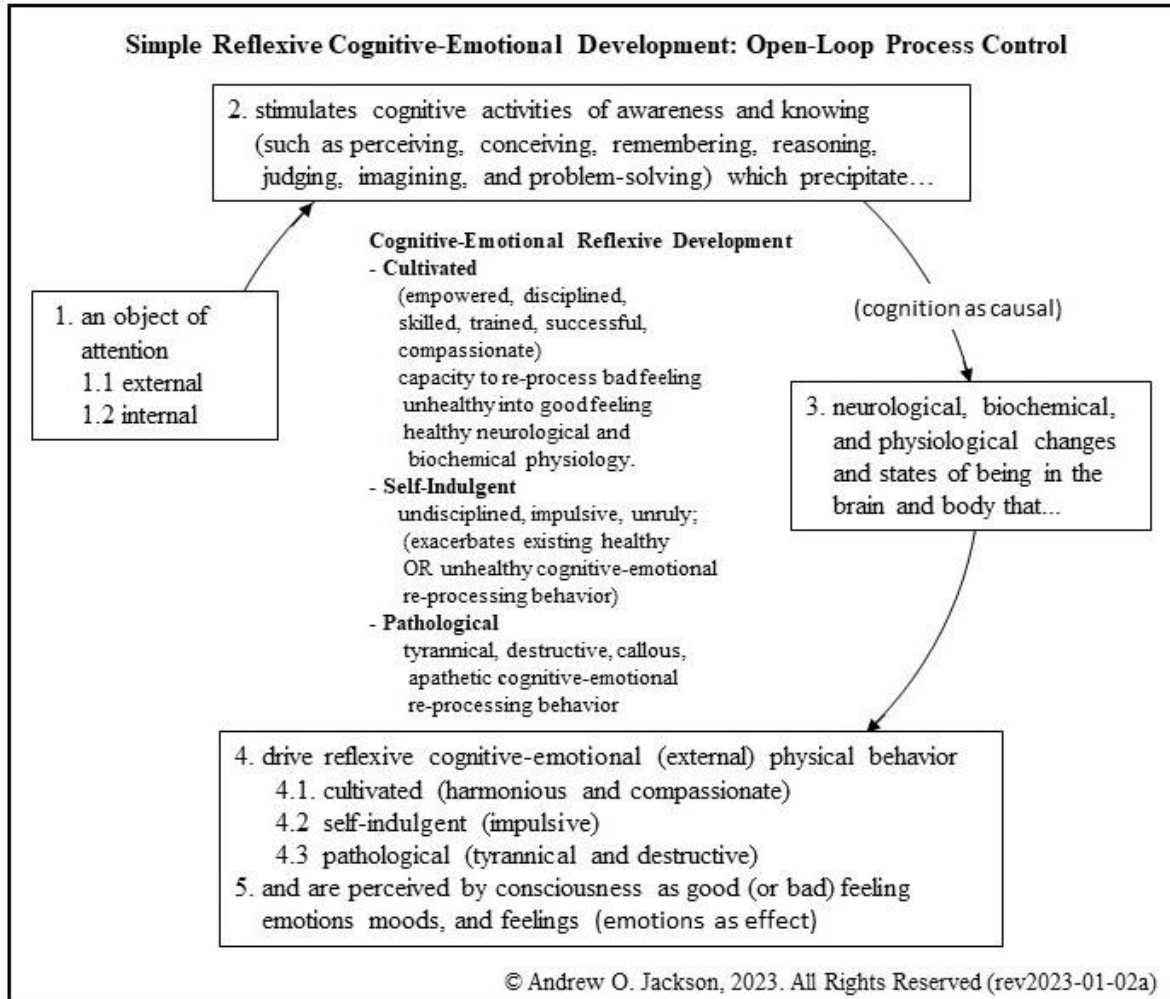 Simple Reflexive Cognitive-Emotional Development: Open-Loop Process Control
2. stimulates cognitive activities of awareness and knowing
(such as perceiving, conceiving, remembering, reasoning,
judging, imagining, and problem-solving) which precipitate…
1. an object of
attention
1.1 external
1.2 internal
Cognitive-Emotional Reflexive Development
- Cultivated
(empowered, disciplined,
skilled, trained, successful,
compassionate)
capacity to re-process bad feeling
unhealthy into good feeling
healthy neurological and
biochemical physiology.
- Self-Indulgent
undisciplined, impulsive, unruly;
(exacerbates existing healthy
OR unhealthy cognitive-emotional
re-processing behavior)
- Pathological
tyrannical, destructive, callous,
apathetic cognitive-emotional
re-processing behavior
(cognition as causal)
3. neurological, biochemical,
and physiological changes
and states of being in the
brain and body that...
4. drive reflexive cognitive-emotional (external) physical behavior
4.1. cultivated (harmonious and compassionate)
4.2 self-indulgent (impulsive)
4.3 pathological (tyrannical and destructive)
5. and are perceived by consciousness as good (or bad) feeling
emotions moods, and feelings (emotions as effect)
© Andrew O. Jackson, 2023. All Rights Reserved (rev2023-01-02a)